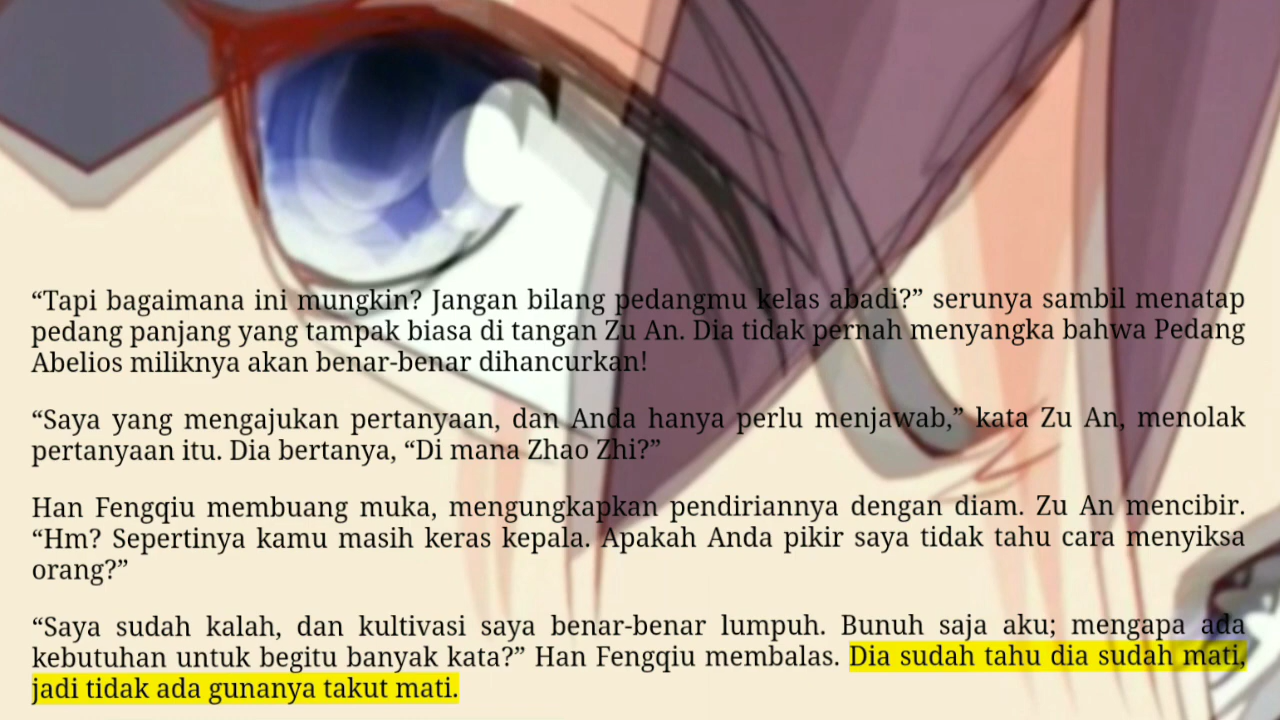 “Tapi bagaimana ini mungkin? Jangan bilang pedangmu kelas abadi?” serunya sambil menatap
pedang panjang yang tampak biasa di tangan Zu An. Dia tidak pernah menyangka bahwa Pedang
Abelios miliknya akan benar-benar dihancurkan!
“Saya yang mengajukan pertanyaan, dan Anda hanya perlu menjawab,” kata Zu An, menolak
pertanyaan itu. Dia bertanya, “Di mana Zhao Zhi?”
Han Fengqiu membuang muka, mengungkapkan pendiriannya dengan diam. Zu An mencibir.
“Hm? Sepertinya kamu masih keras kepala. Apakah Anda pikir saya tidak tahu cara menyiksa
orang?”
“Saya sudah kalah, dan kultivasi saya benar-benar lumpuh. Bunuh saja aku; mengapa ada
kebutuhan untuk begitu banyak kata?” Han Fengqiu membalas. Dia sudah tahu dia sudah mati,
jadi tidak ada gunanya takut mati.